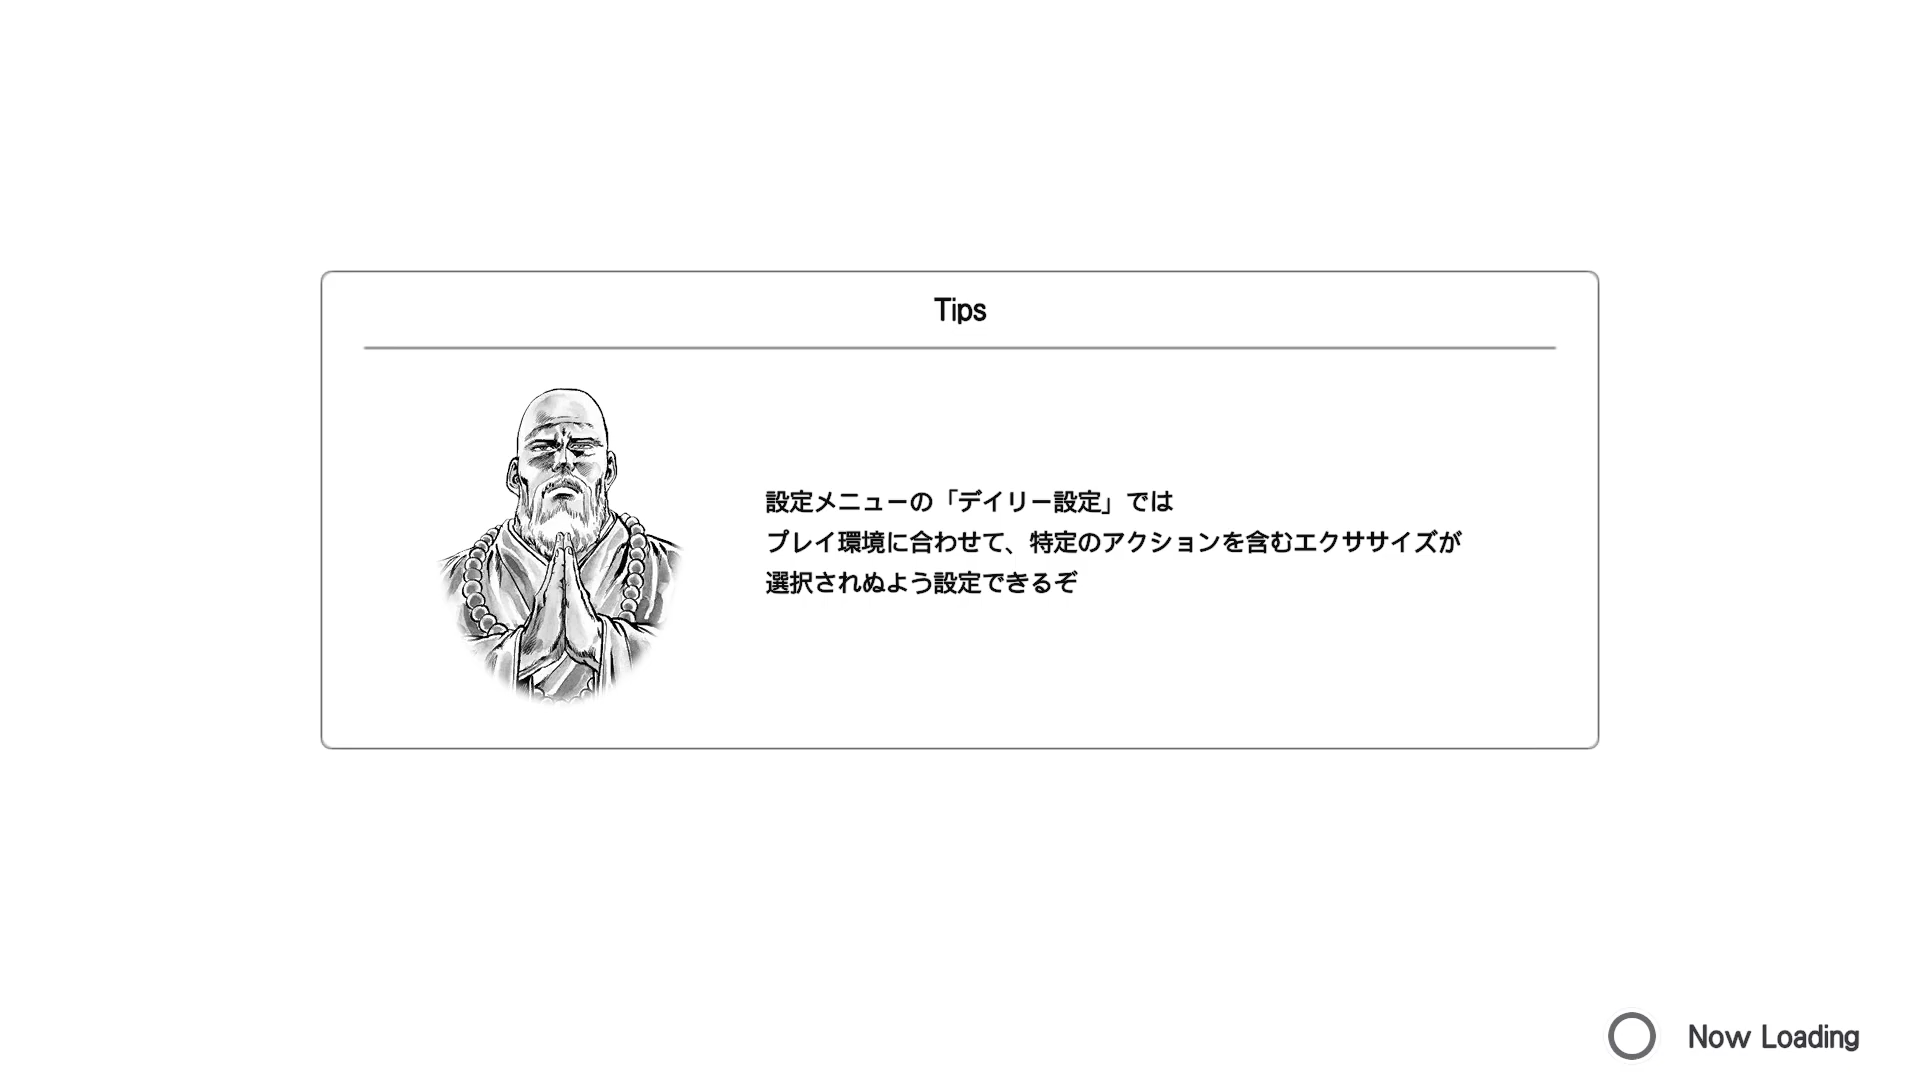 Tips
設定メニューの「デイリー設定」では
プレイ環境に合わせて、特定のアクションを含むエクササイズが
選択されぬよう設定できるぞ
Now Loading